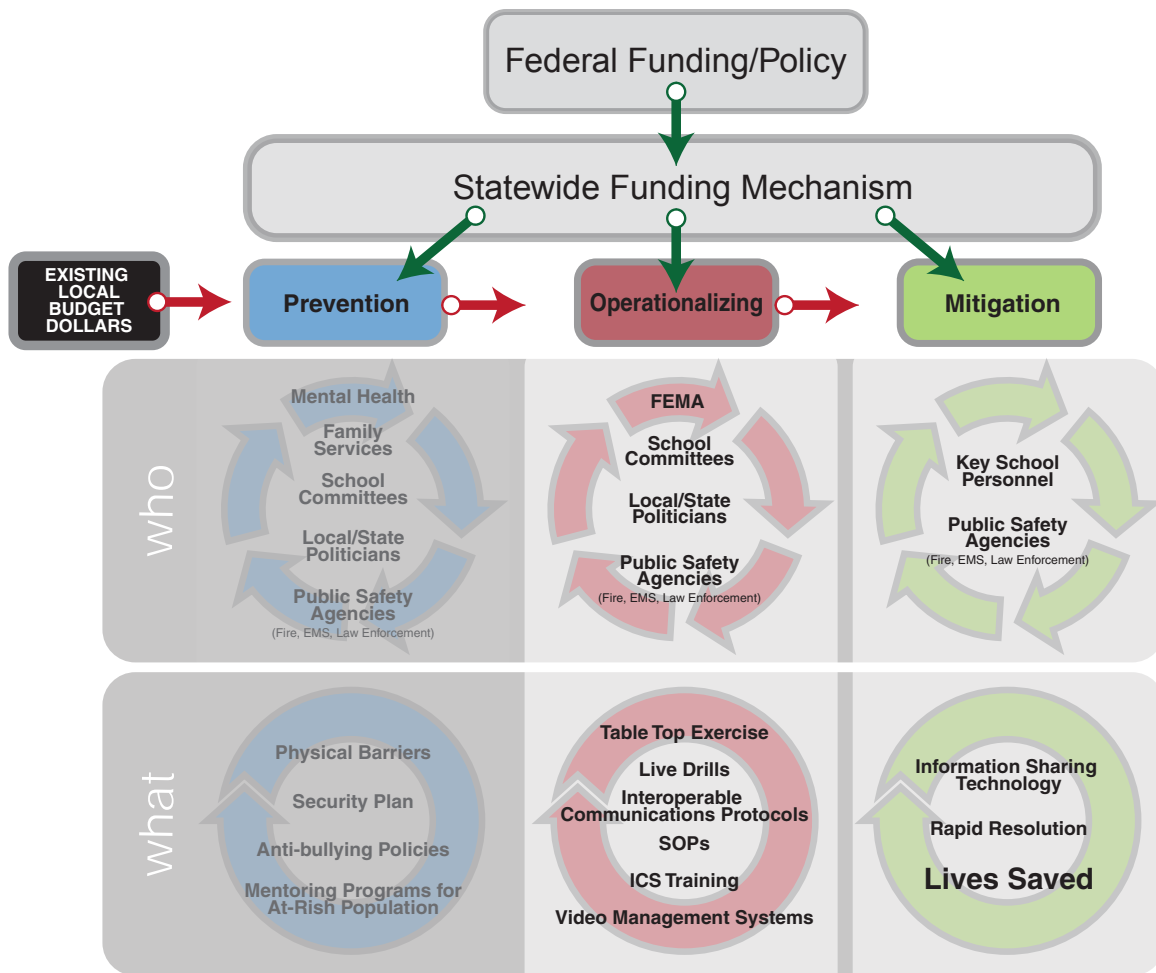 Federal Funding/Policy
Statewide Funding Mechanism
EXISTING
LOCAL
BUDGET
DOLLARS
Prevention
Operationalizing
Mitigation
who
Mental Health
Family
Services
School
Committees
Local/State
Politicians
Public Safety
Agencies
(Fire, EMS, Law Enforcement)
FEMA
School
Committees
Local/State
Politicians
Public Safety
Agencies
(Fire, EMS, Law Enforcement)
Key School
Personnel
Public Safety
Agencies
(Fire, EMS, Law Enforcement)
what
Physical Barriers
Security Plan
Anti-bullying Policies
Mentoring Programs for
At-Rish Population
Table Top Exercise
Live Drills
Interoperable
Communications Protocols
SOPs
ICS Training
Video Management Systems
Information Sharing
Technology
Rapid Resolution
Lives Saved